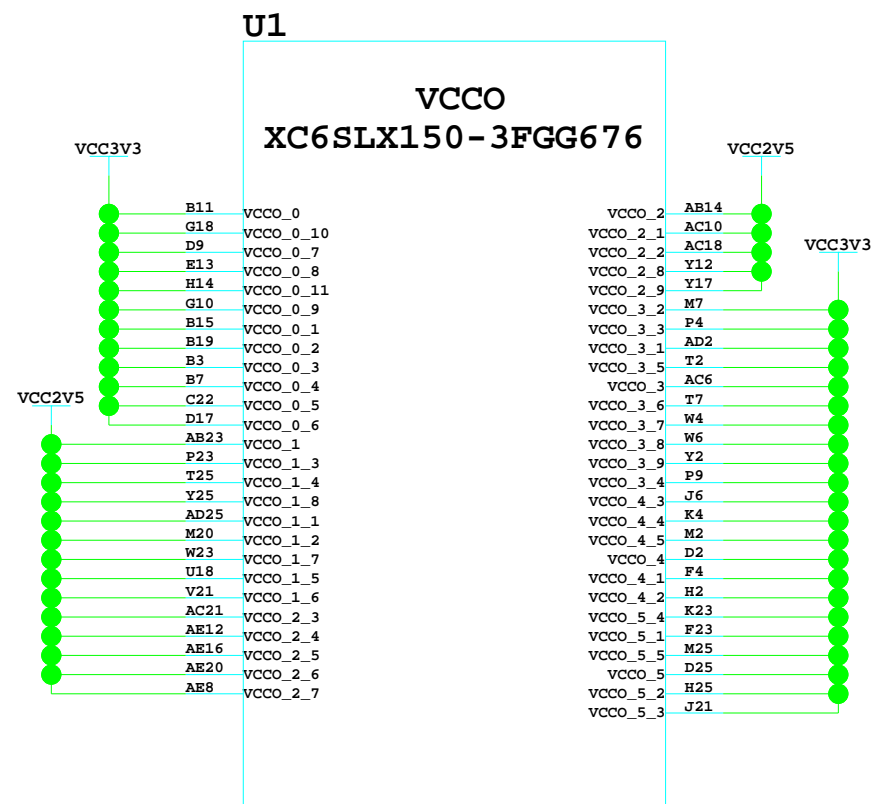 U1
VCCO
XC6SLX150-3FGG676
VCC3V3
B11 VCCO_0
G18 VCCO_0_10
D9 VCCO_0_7
E13 VCCO_0_8
H14 VCCO_0_11
G10 VCCO_0_9
B15 VCCO_0_1
B19 VCCO_0_2
B3 VCCO_0_3
B7 VCCO_0_4
C22 VCCO_0_5
D17 VCCO_0_6
VCC2V5
AB23 VCCO_1
P23 VCCO_1_3
T25 VCCO_1_4
Y25 VCCO_1_8
AD25 VCCO_1_1
M20 VCCO_1_2
W23 VCCO_1_7
U18 VCCO_1_5
V21 VCCO_1_6
AC21 VCCO_2_3
AE12 VCCO_2_4
AE16 VCCO_2_5
AE20 VCCO_2_6
AE8 VCCO_2_7
VCC2V5
VCCO_2 AB14
VCCO_2_1 AC10
VCCO_2_2 AC18
VCCO_2_8 Y12
VCCO_2_9 Y17
VCC3V3
VCCO_3_2 M7
VCCO_3_3 P4
VCCO_3_1 AD2
VCCO_3_5 T2
VCCO_3 AC6
VCCO_3_6 T7
VCCO_3_7 W4
VCCO_3_8 W6
VCCO_3_9 Y2
VCCO_3_4 P9
VCCO_4_3 J6
VCCO_4_4 K4
VCCO_4_5 M2
VCCO_4 D2
VCCO_4_1 F4
VCCO_4_2 H2
VCCO_5_4 K23
VCCO_5_1 F23
VCCO_5_5 M25
VCCO_5 D25
VCCO_5_2 H25
VCCO_5_3 J21